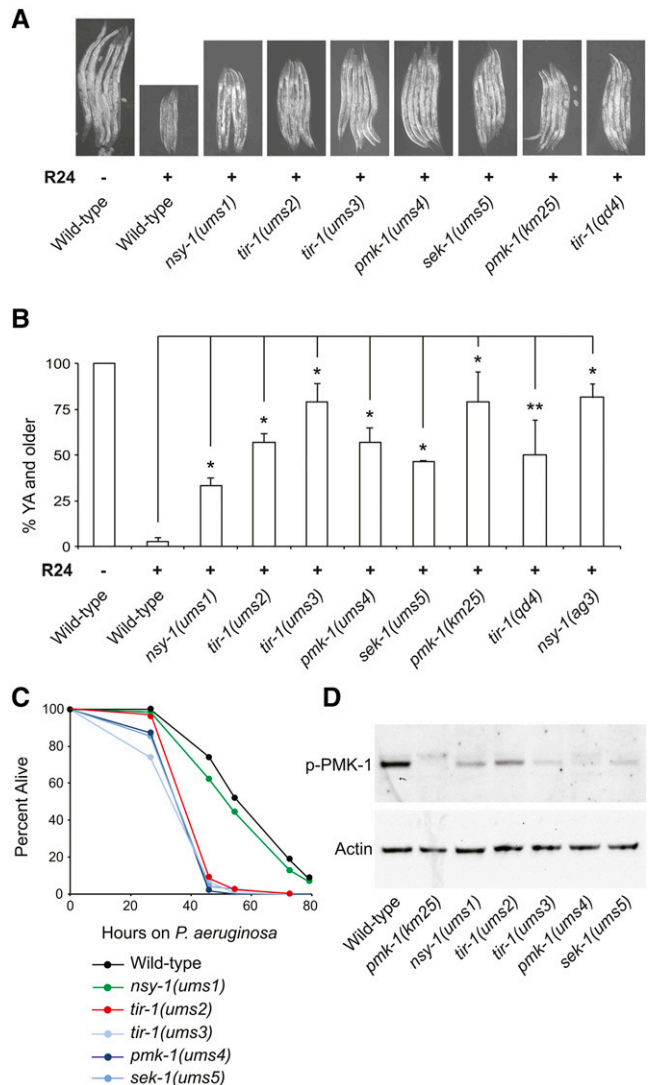 A
R24 - + + + + + + + +
Wild-type
Wild-type
nsy-1(ums1)
tir-1(ums2)
tir-1(ums3)
pmk-1(ums4)
sek-1(ums5)
pmk-1(km25)
tir-1(qd4)
B
% YA and older
100
75
50
25
0
* * * * * * ** *
R24 - + + + + + + + + +
Wild-type
Wild-type
nsy-1(ums1)
tir-1(ums2)
tir-1(ums3)
pmk-1(ums4)
sek-1(ums5)
pmk-1(km25)
tir-1(qd4)
nsy-1(ag3)
C
Percent Alive
100
80
60
40
20
0
0 20 40 60 80
Hours on P. aeruginosa
Wild-type
nsy-1(ums1)
tir-1(ums2)
tir-1(ums3)
pmk-1(ums4)
sek-1(ums5)
D
p-PMK-1
Actin
Wild-type
pmk-1(km25)
nsy-1(ums1)
tir-1(ums2)
tir-1(ums3)
pmk-1(ums4)
sek-1(ums5)